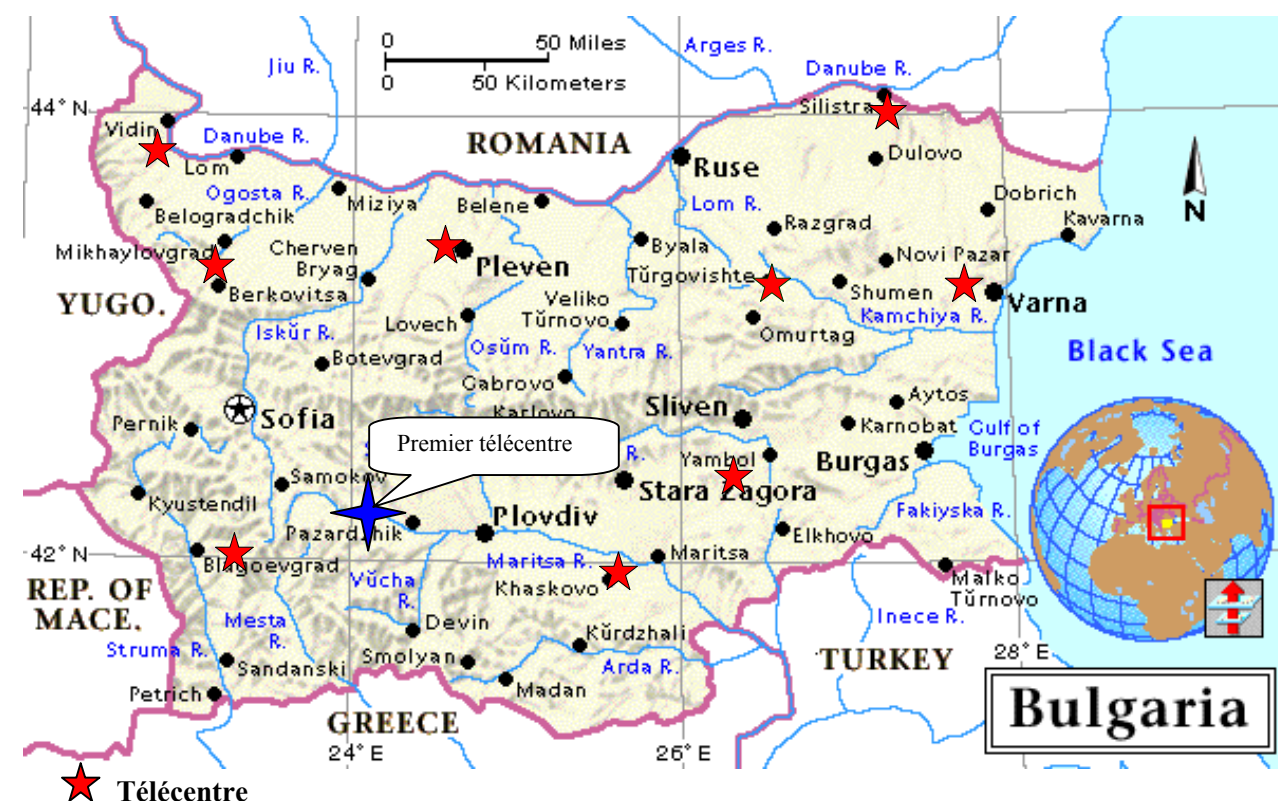 0 50 Miles
0 50 Kilometers
Jiu R.
Arges R.
Danube R.
44° N
Silistra
Vidin
Danube R.
ROMANIA
Lom
Ruse
Dulovo
Ogosta R.
Miziya
Belene
Lom R.
Dobrich
N
Belogradchik
Razgrad
Kavarna
Mikhaylovgrad
Cherven
Bryag
Byala
Novi Pazar
Pleven
Tŭrgovishte
YUGO.
Berkovitsa
Veliko
Tŭrnovo
Shumen
Varna
Kamchiya R.
Iskŭr R.
Lovech
Omurtag
Botevgrad
Osŭm R.
Yantra R.
Black Sea
Gabrovo
Aytos
Karlovo
Sliven
Sofia
Pernik
Karnobat
Gulf of
Burgas
Premier télécentre
R.
Yambol
Burgas
Samokov
Stara Zagora
Kyustendil
Fakiyska R.
Plovdiv
Pazardzhik
Elkhovo
42° N
Maritsa R.
Maritsa
Blagoevgrad
REP. OF
MACE.
Vŭcha
R.
Khaskovo
Malko
Tŭrnovo
Mesta
R.
Inece R.
Devin
Kŭrdzhali
Struma R.
Sandanski
Smolyan
Arda R.
TURKEY
28° E
Petrich
Madan
GREECE
Bulgaria
24° E
26° E
Télécentre